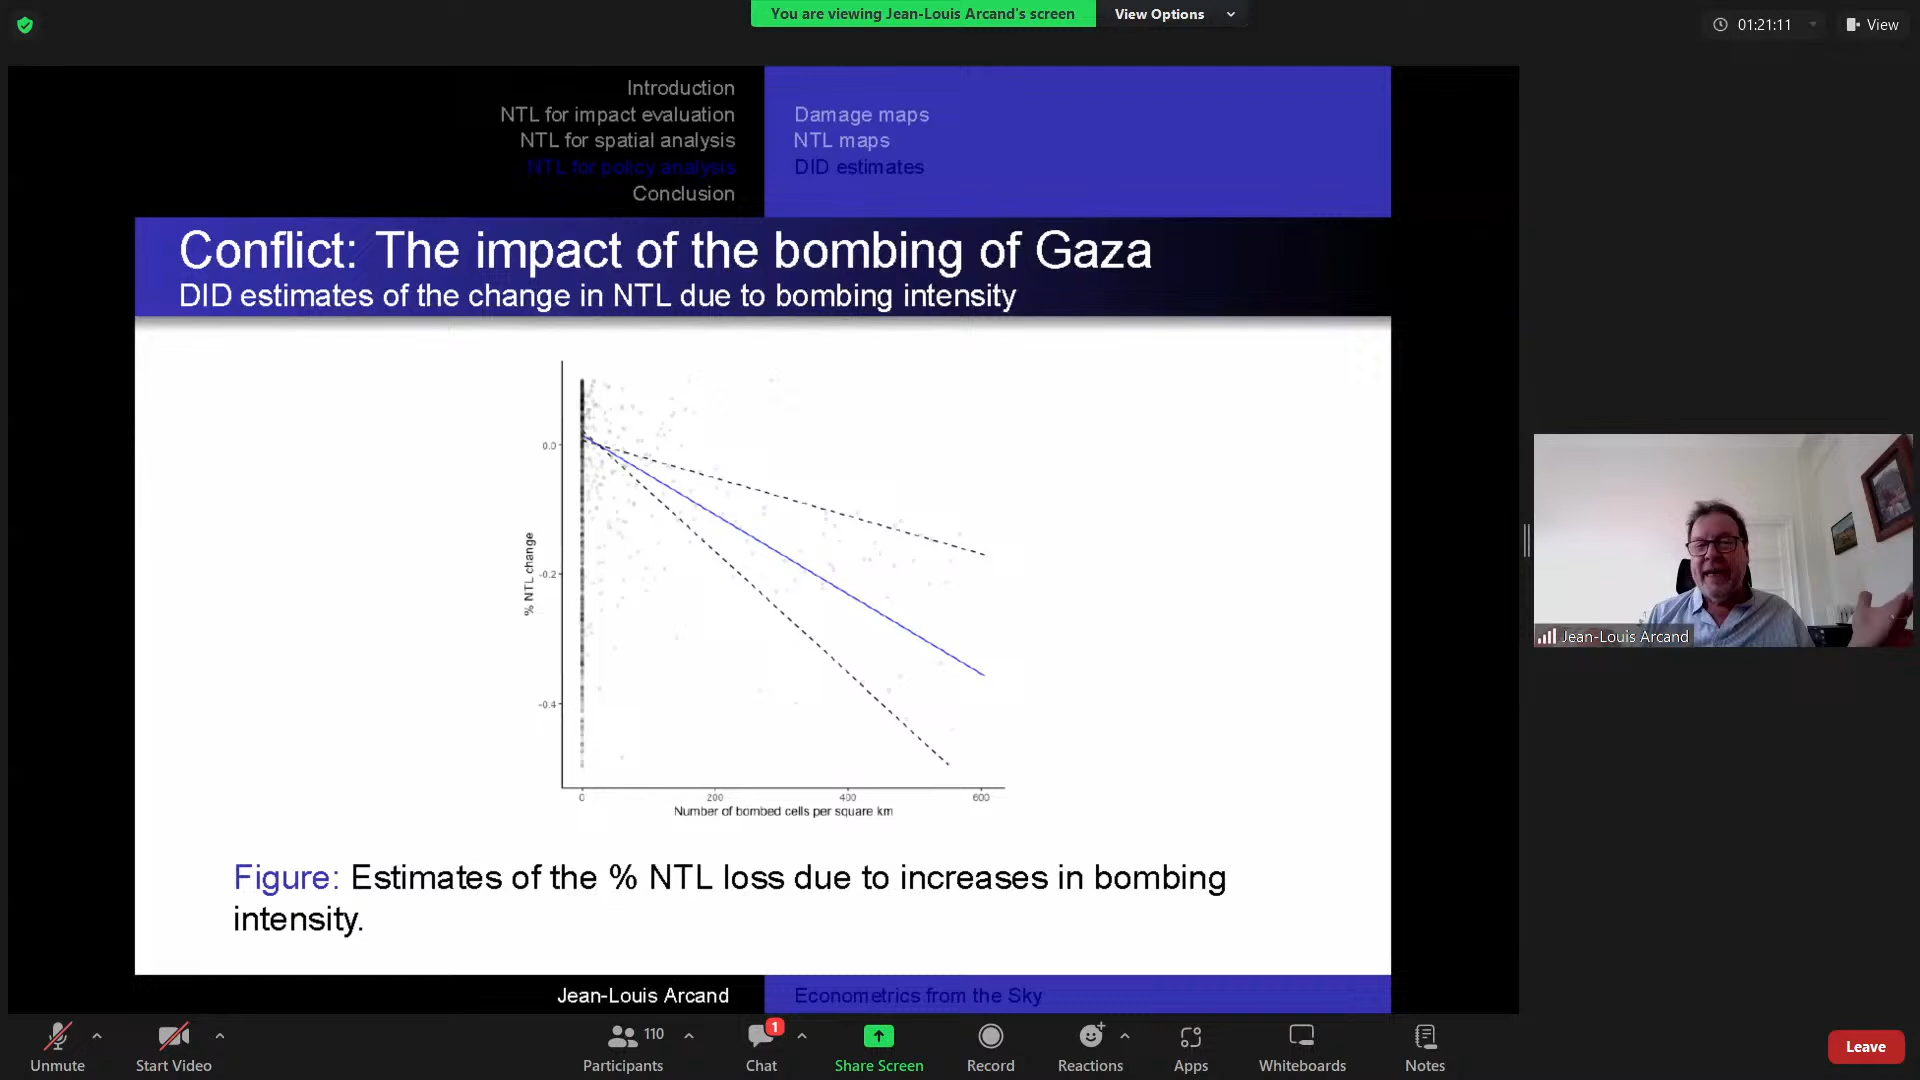 You are viewing Jean-Louis Arcand's screen
View Options
01:21:11
View
Introduction
NTL for impact evaluation
NTL for spatial analysis
NTL for policy analysis
Conclusion
Damage maps
NTL maps
DID estimates
Conflict: The impact of the bombing of Gaza
DID estimates of the change in NTL due to bombing intensity
0.0
-0.2
-0.4
% NTL change
0 200 400 600
Number of bombed cells per square km
Figure: Estimates of the % NTL loss due to increases in bombing
intensity.
Jean-Louis Arcand
Econometrics from the Sky
Jean-Louis Arcand
Unmute
Start Video
110
Participants
1
Chat
Share Screen
Record
Reactions
Apps
Whiteboards
Notes
Leave